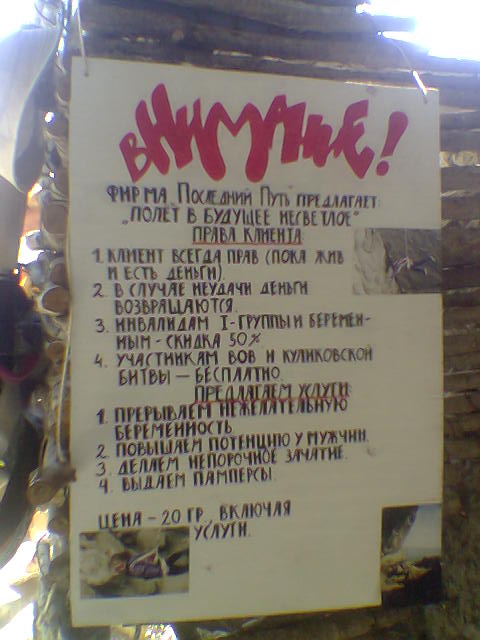 ВНИМАНИЕ!
ФИРМА "ПОСЛЕДНИЙ ПУТЬ" ПРЕДЛАГАЕТ:
"ПОЛЁТ В БУДУЩЕЕ НЕСВЕТЛОЕ"
ПРАВА КЛИЕНТА:
1. КЛИЕНТ ВСЕГДА ПРАВ (ПОКА ЖИВ
И ЕСТЬ ДЕНЬГИ).
2. В СЛУЧАЕ НЕУДАЧИ ДЕНЬГИ
ВОЗВРАЩАЮТСЯ.
3. ИНВАЛИДАМ I-ГРУППЫ И БЕРЕМЕН-
НЫМ - СКИДКА 50%
4. УЧАСТНИКАМ ВОВ И КУЛИКОВСКОЙ
БИТВЫ — БЕСПЛАТНО.
ПРЕДЛАГАЕМ УСЛУГИ:
1. ПРЕРЫВАЕМ НЕЖЕЛАТЕЛЬНУЮ
БЕРЕМЕННОСТЬ.
2. ПОВЫШАЕМ ПОТЕНЦИЮ У МУЖЧИН.
3. ДЕЛАЕМ НЕПОРОЧНОЕ ЗАЧАТИЕ.
4. ВЫДАЕМ ПАМПЕРСЫ.
ЦЕНА - 20 ГР., ВКЛЮЧАЯ
УСЛУГИ.